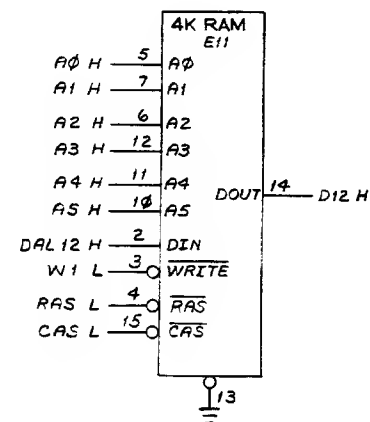 4K RAM
E11
AØ H 5 AØ
A1 H 7 A1
A2 H 6 A2
A3 H 12 A3
A4 H 11 A4
A5 H 1Ø A5
DOUT 14 D12 H
DAL 12 H 2 DIN
W1 L 3 WRITE
RAS L 4 RAS
CAS L 15 CAS
13